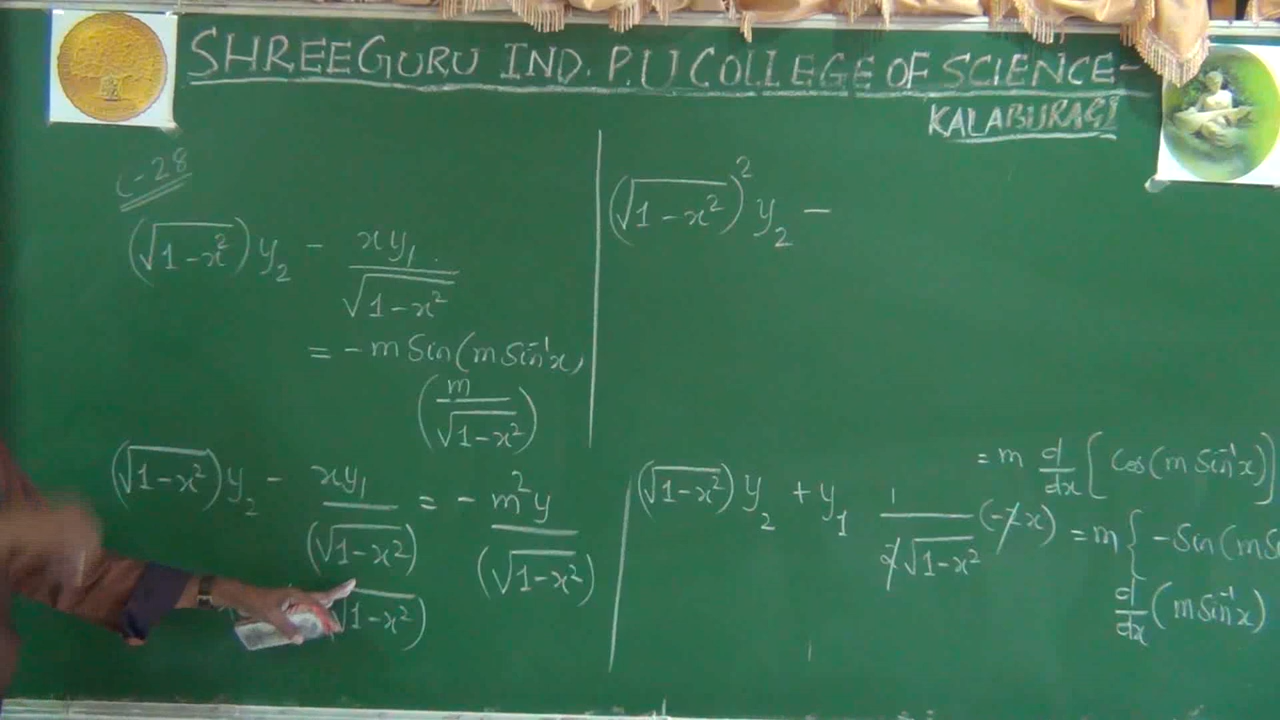 SHREEGURU IND. P.U COLLEGE OF SCIENCE-
KALABURAGI
C-28
(√(1-x²)) y₂ - xy₁/√(1-x²)
= -m Sin(m Sin⁻¹x)
(m/√(1-x²))
(√(1-x²)) y₂ - xy₁/(√(1-x²)) = - m²y/(√(1-x²))
√(1-x²))
(√(1-x²))² y₂ -
= m d/dx [Cos(m Sin⁻¹x)]
(√(1-x²)) y₂ + y₁ 1/(2√(1-x²)) (-2x) = m { -Sin(m S
d/dx (m Sin⁻¹x)